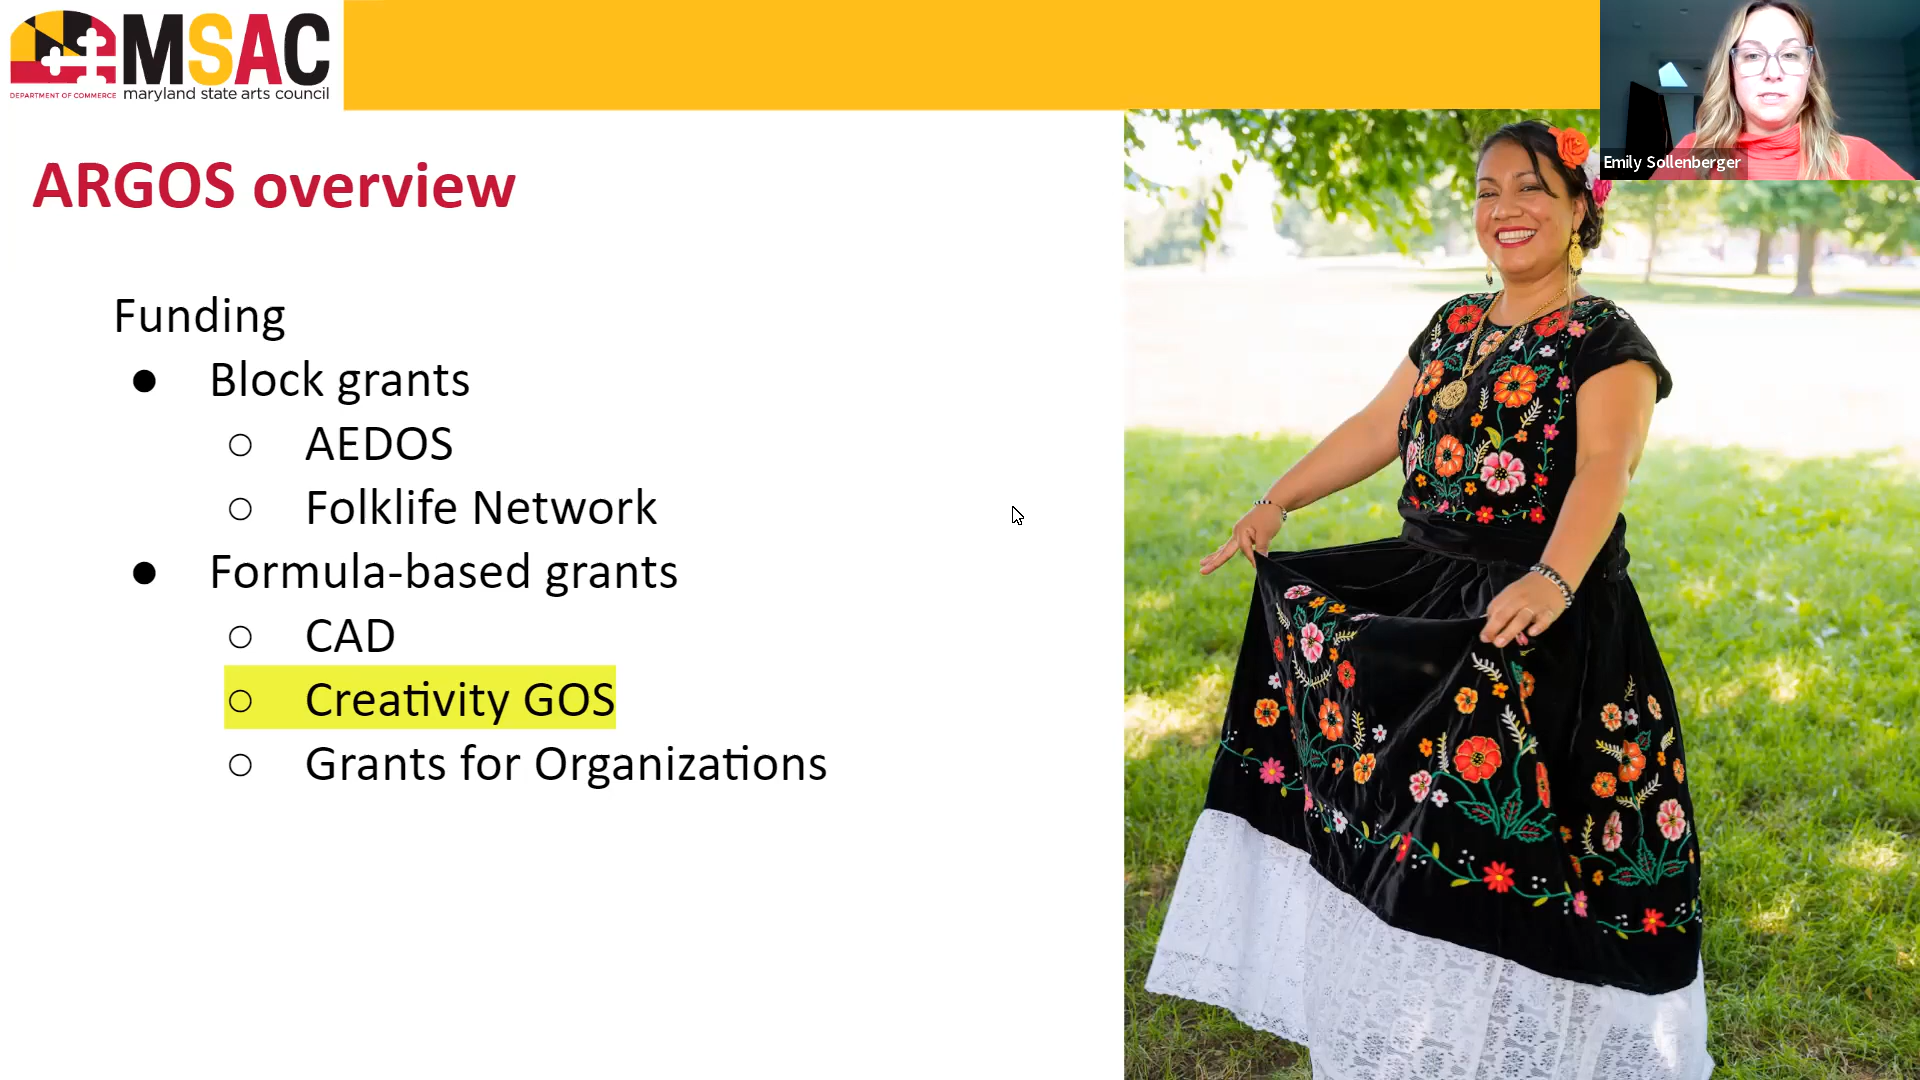 MSAC
DEPARTMENT OF COMMERCE maryland state arts council
Emily Sollenberger
ARGOS overview
Funding
● Block grants
○ AEDOS
○ Folklife Network
● Formula-based grants
○ CAD
○ Creativity GOS
○ Grants for Organizations